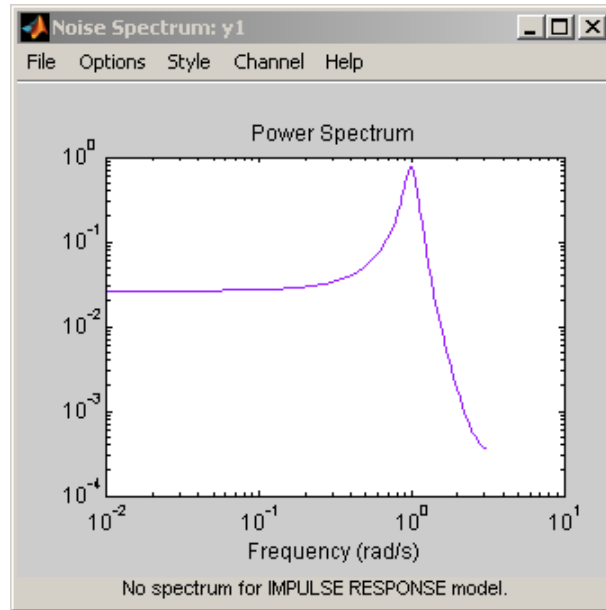 Noise Spectrum: y1
File Options Style Channel Help
Power Spectrum
10^0
10^-1
10^-2
10^-3
10^-4
10^-2 10^-1 10^0 10^1
Frequency (rad/s)
No spectrum for IMPULSE RESPONSE model.